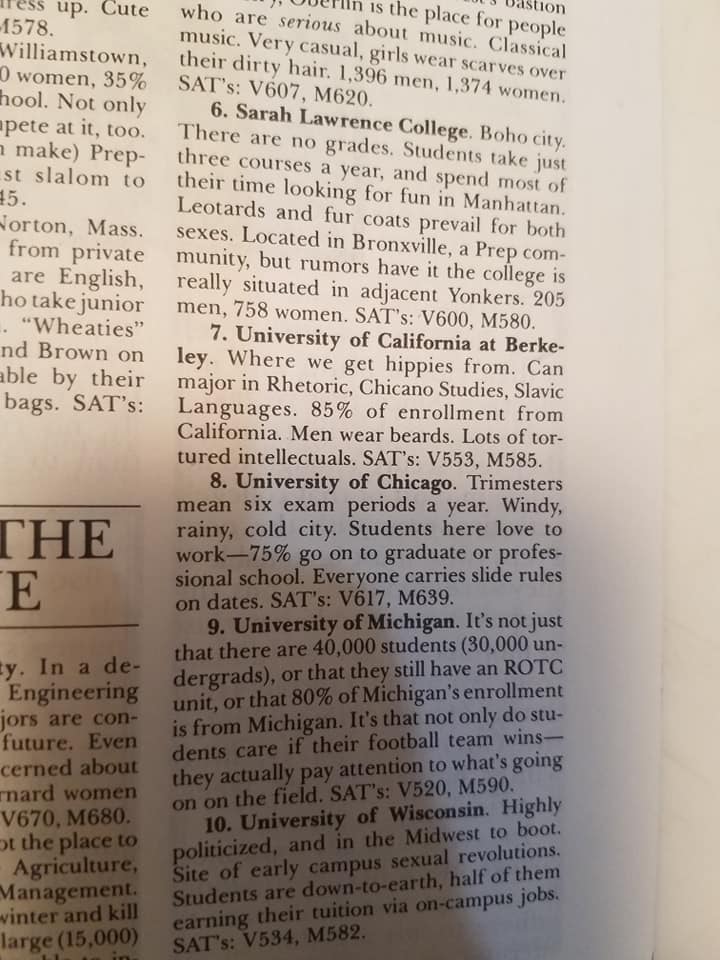 ress up. Cute
M578.
Williamstown,
0 women, 35%
hool. Not only
pete at it, too.
make) Prep-
st slalom to
45.
Norton, Mass.
from private
are English,
ho take junior
. "Wheaties"
nd Brown on
able by their
bags. SAT's:
THE
E
ty. In a de-
Engineering
jors are con-
future. Even
cerned about
rnard women
V670, M680.
ot the place to
Agriculture,
Management.
winter and kill
large (15,000)
bastion
Oberlin is the place for people
who are serious about music. Classical
music. Very casual, girls wear scarves over
their dirty hair. 1,396 men, 1,374 women.
SAT's: V607, M620.
6. Sarah Lawrence College. Boho city.
There are no grades. Students take just
three courses a year, and spend most of
their time looking for fun in Manhattan.
Leotards and fur coats prevail for both
sexes. Located in Bronxville, a Prep com-
munity, but rumors have it the college is
really situated in adjacent Yonkers. 205
men, 758 women. SAT's: V600, M580.
7. University of California at Berke-
ley. Where we get hippies from. Can
major in Rhetoric, Chicano Studies, Slavic
Languages. 85% of enrollment from
California. Men wear beards. Lots of tor-
tured intellectuals. SAT's: V553, M585.
8. University of Chicago. Trimesters
mean six exam periods a year. Windy,
rainy, cold city. Students here love to
work—75% go on to graduate or profes-
sional school. Everyone carries slide rules
on dates. SAT's: V617, M639.
9. University of Michigan. It's not just
that there are 40,000 students (30,000 un-
dergrads), or that they still have an ROTC
unit, or that 80% of Michigan's enrollment
is from Michigan. It's that not only do stu-
dents care if their football team wins—
they actually pay attention to what's going
on on the field. SAT's: V520, M590.
10. University of Wisconsin. Highly
politicized, and in the Midwest to boot.
Site of early campus sexual revolutions.
Students are down-to-earth, half of them
earning their tuition via on-campus jobs.
SAT's: V534, M582.